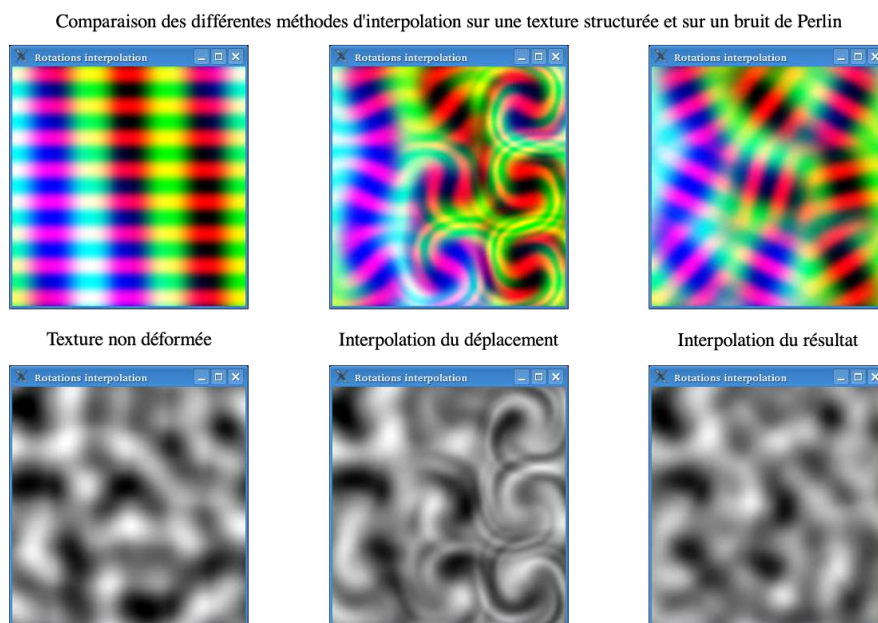 Comparaison des différentes méthodes d'interpolation sur une texture structurée et sur un bruit de Perlin
Rotations interpolation
Rotations interpolation
Rotations interpolation
Texture non déformée
Interpolation du déplacement
Interpolation du résultat
Rotations interpolation
Rotations interpolation
Rotations interpolation